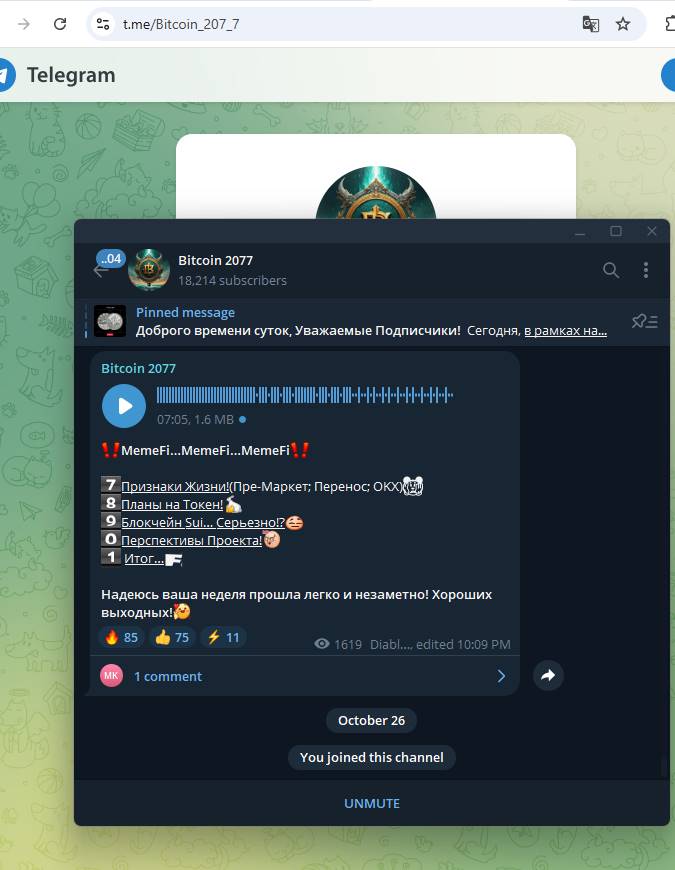 t.me/Bitcoin_207_7
Telegram
..04
Bitcoin 2077
18,214 subscribers
Pinned message
Доброго времени суток, Уважаемые Подписчики! Сегодня, в рамках на...
Bitcoin 2077
07:05, 1.6 MB
‼️MemeFi...MemeFi...MemeFi‼️
7 Признаки Жизни!(Пре-Маркет; Перенос; OKX)
8 Планы на Токен!
9 Блокчейн Sui... Серьезно!?
0 Перспективы Проекта!
1 Итог...
Надеюсь ваша неделя прошла легко и незаметно! Хороших
выходных!
🔥 85 👍 75 ⚡ 11
1619 Diabl..., edited 10:09 PM
МК 1 comment
October 26
You joined this channel
UNMUTE